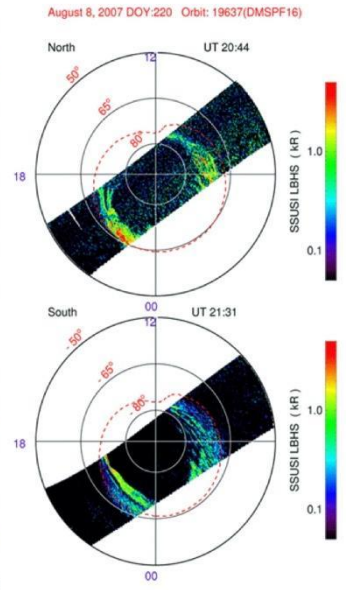 August 8, 2007 DOY:220 Orbit: 19637(DMSPF16)
North
UT 20:44
12
50°
65°
80°
18
00
1.0
0.1
SSUSI LBHS ( kR )
South
UT 21:31
12
-50°
-65°
-80°
18
00
1.0
0.1
SSUSI LBHS ( kR )